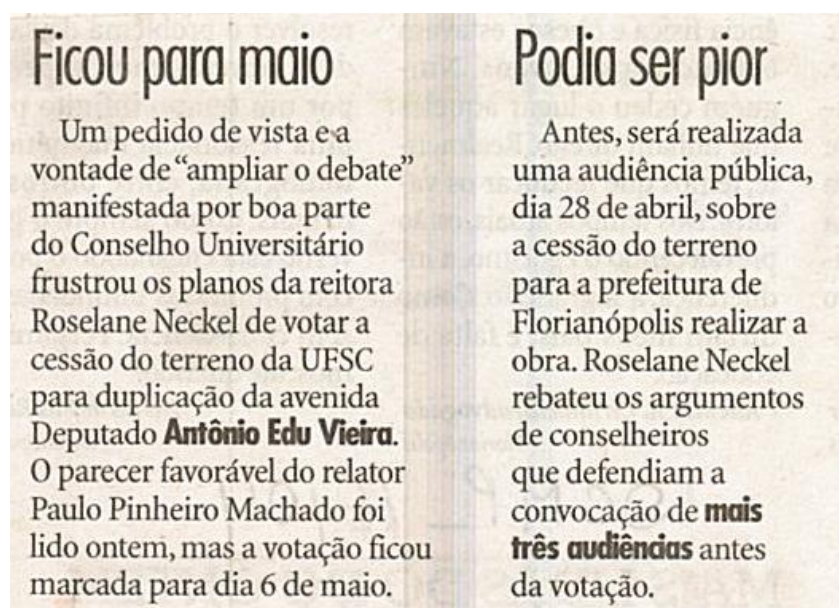 Ficou para maio
Um pedido de vista e a
vontade de “ampliar o debate”
manifestada por boa parte
do Conselho Universitário
frustrou os planos da reitora
Roselane Neckel de votar a
cessão do terreno da UFSC
para duplicação da avenida
Deputado Antônio Edu Vieira.
O parecer favorável do relator
Paulo Pinheiro Machado foi
lido ontem, mas a votação ficou
marcada para dia 6 de maio.
Podia ser pior
Antes, será realizada
uma audiência pública,
dia 28 de abril, sobre
a cessão do terreno
para a prefeitura de
Florianópolis realizar a
obra. Roselane Neckel
rebateu os argumentos
de conselheiros
que defendiam a
convocação de mais
três audiências antes
da votação.